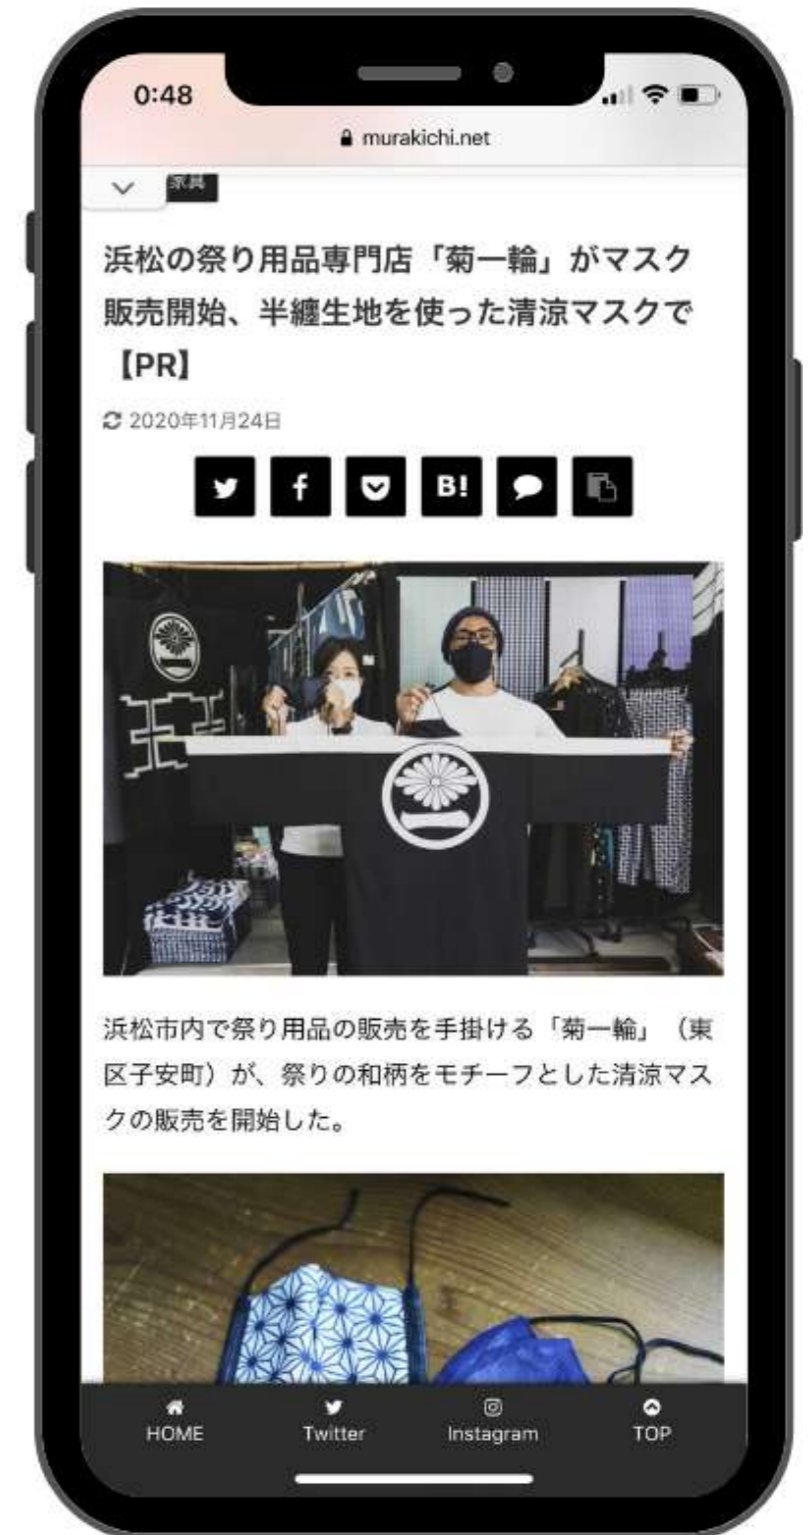 0:48
murakichi.net
家具
浜松の祭り用品専門店「菊一輪」がマスク
販売開始、半纏生地を使った清涼マスクで
【PR】
2020年11月24日
B!
浜松市内で祭り用品の販売を手掛ける「菊一輪」（東
区子安町）が、祭りの和柄をモチーフとした清涼マス
クの販売を開始した。
HOME Twitter Instagram TOP